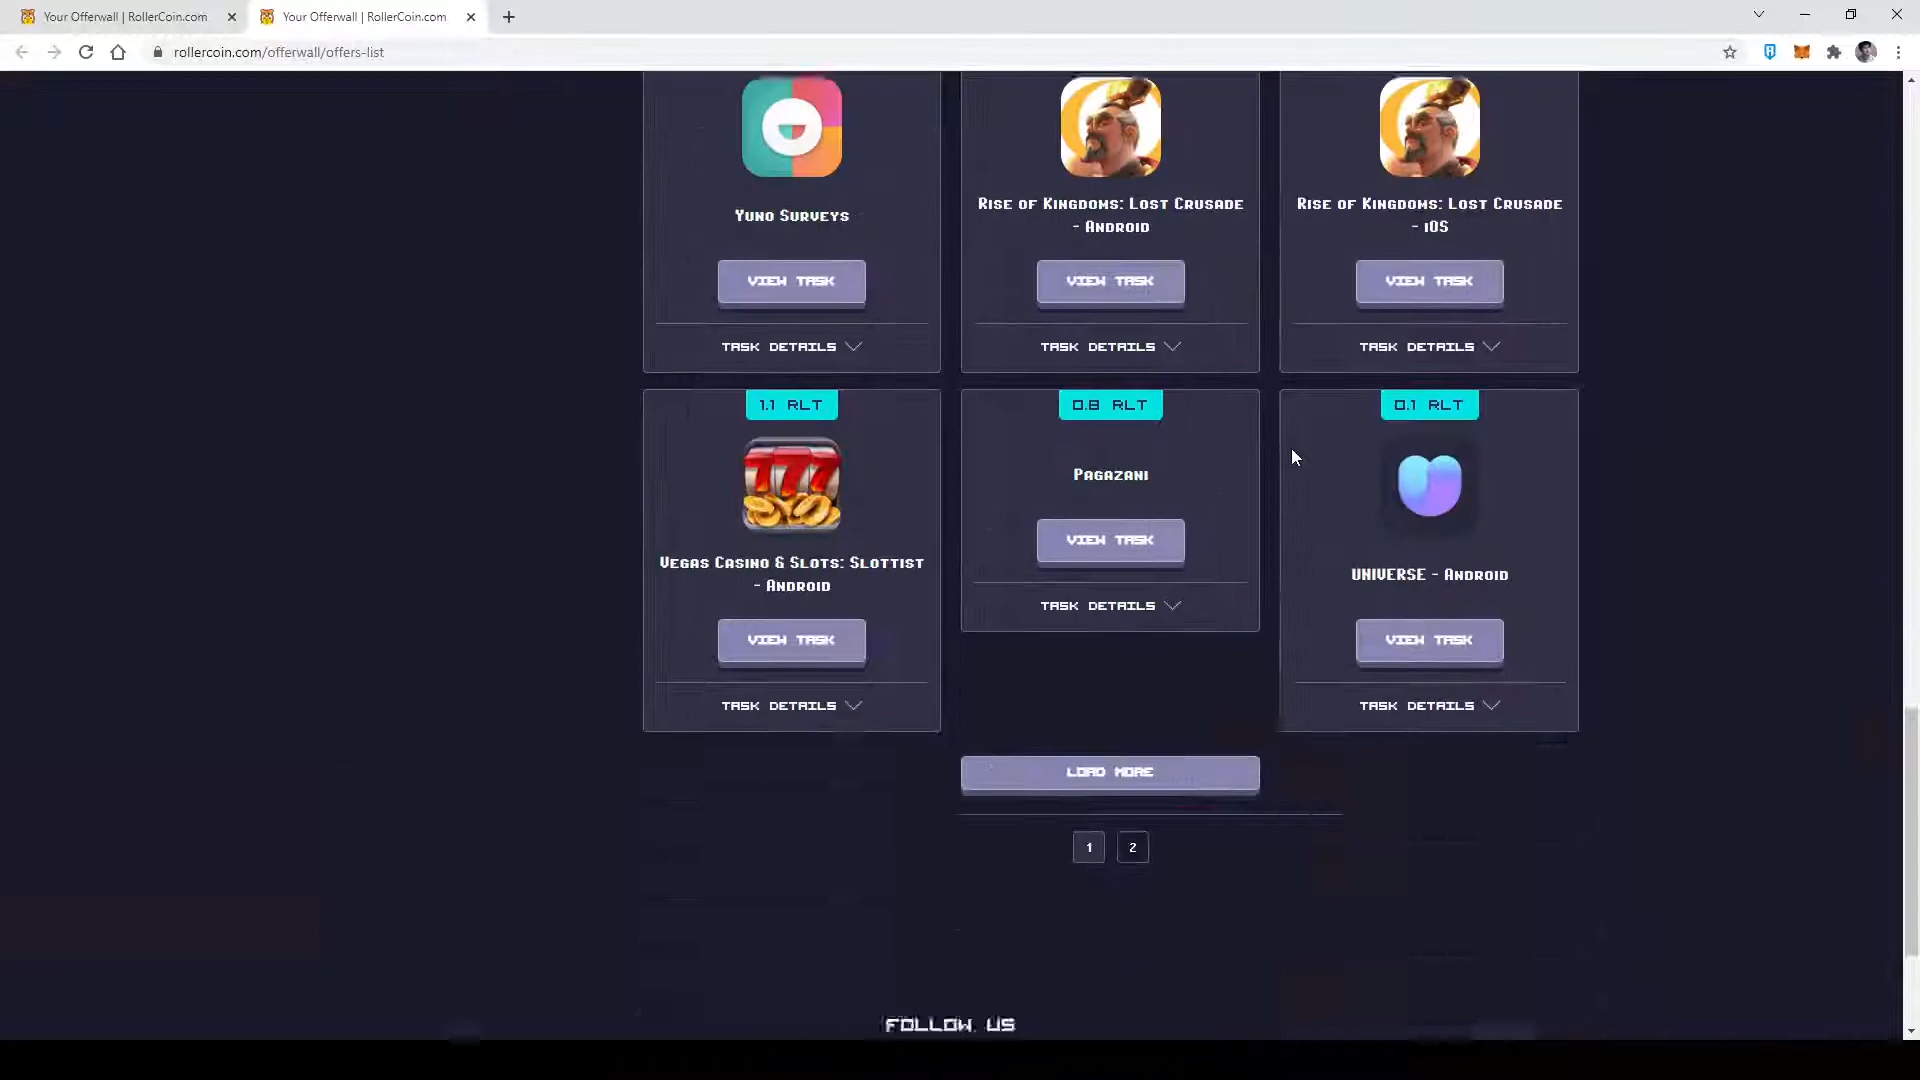 Your Offerwall | RollerCoin.com
Your Offerwall | RollerCoin.com
rollercoin.com/offerwall/offers-list
Yuno Surveys
VIEW TASK
TASK DETAILS
Rise of Kingdoms: Lost Crusade
- Android
VIEW TASK
TASK DETAILS
Rise of Kingdoms: Lost Crusade
- iOS
VIEW TASK
TASK DETAILS
1.1 RLT
777
Vegas Casino & Slots: Slottist
- Android
VIEW TASK
TASK DETAILS
0.8 RLT
Pagazani
VIEW TASK
TASK DETAILS
0.1 RLT
UNIVERSE - Android
VIEW TASK
TASK DETAILS
LOAD MORE
1 2
FOLLOW US